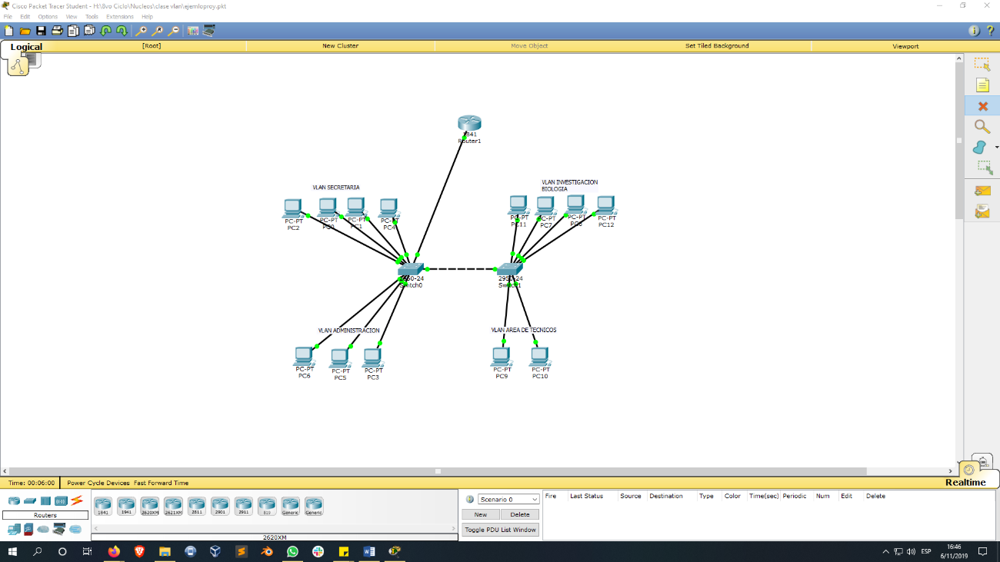 Cisco Packet Tracer Student - H:\8vo Ciclo\Nucleos\clase vlan\ejemloproy.pkt
File Edit Options View Tools Extensions Help
Logical [Root] New Cluster Move Object Set Tiled Background Viewport
1841
Router1
VLAN SECRETARIA
VLAN INVESTIGACION
BIOLOGIA
PC-PT
PC2
PC-PT
PC0
PC-PT
PC1
PC-PT
PC4
PC-PT
PC11
PC-PT
PC7
PC-PT
PC8
PC-PT
PC12
2950-24
Switch0
2950-24
Switch1
VLAN ADMINISTRACION
VLAN AREA DE TECNICOS
PC-PT
PC6
PC-PT
PC5
PC-PT
PC3
PC-PT
PC9
PC-PT
PC10
Time: 00:06:00 Power Cycle Devices Fast Forward Time
Realtime
Routers
1841 1941 2620XM 2621XM 2811 2901 2911 819 Generic Generic
2620XM
Scenario 0
New Delete
Toggle PDU List Window
Fire Last Status Source Destination Type Color Time(sec) Periodic Num Edit Delete
ESP
16:46
6/11/2019